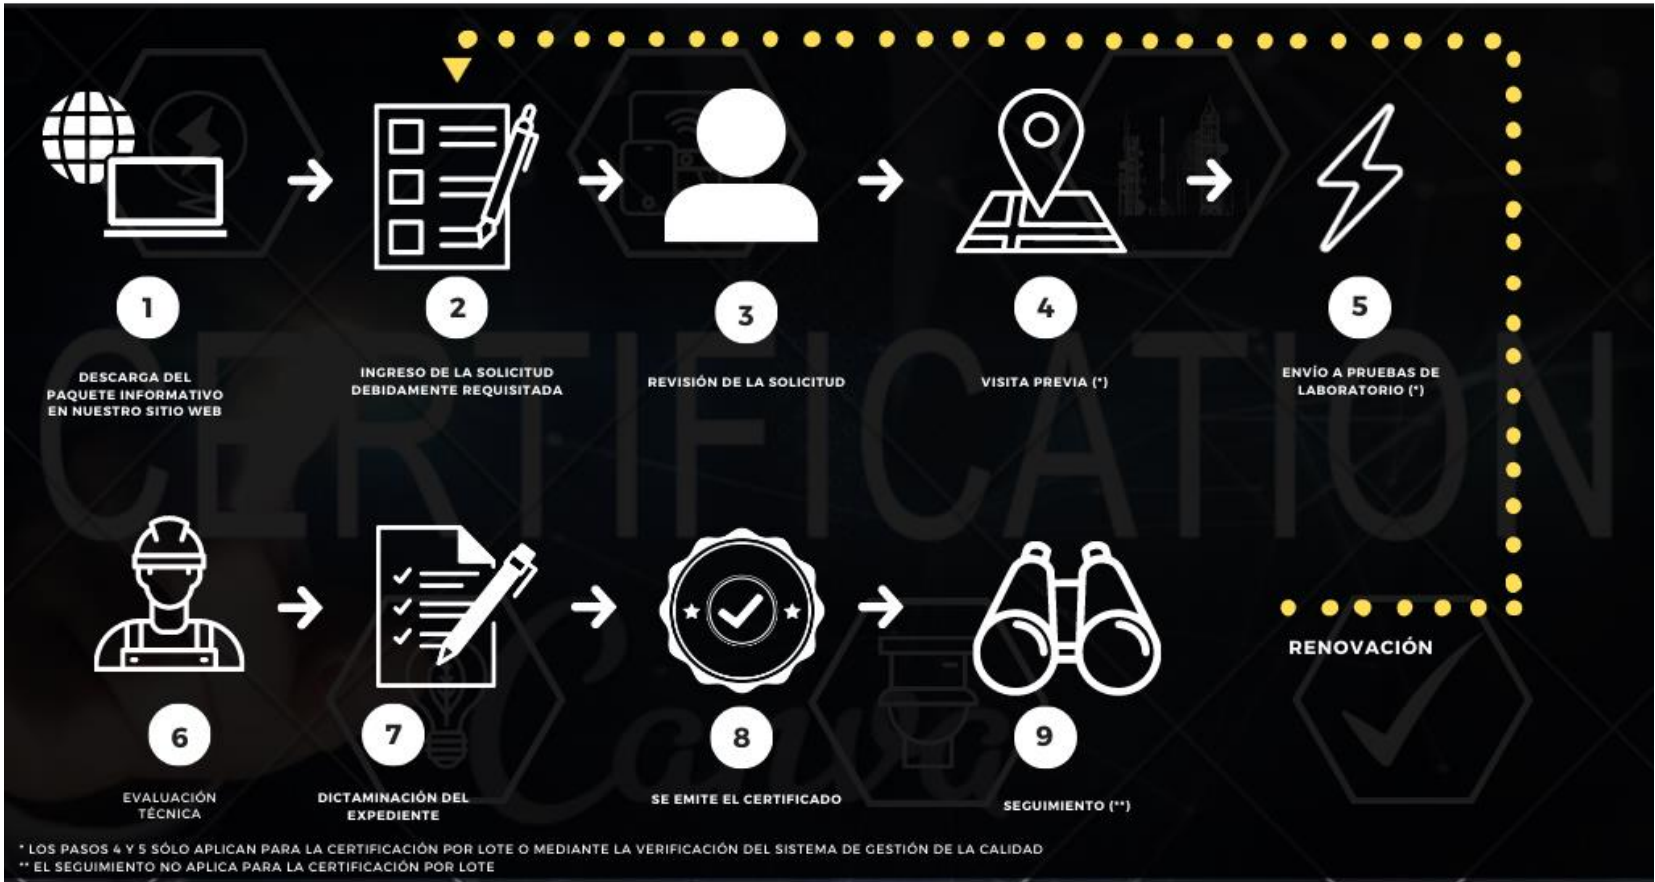 1
DESCARGA DEL
PAQUETE INFORMATIVO
EN NUESTRO SITIO WEB
2
INGRESO DE LA SOLICITUD
DEBIDAMENTE REQUISITADA
3
REVISIÓN DE LA SOLICITUD
4
VISITA PREVIA (*)
5
ENVÍO A PRUEBAS DE
LABORATORIO (*)
CERTIFICATION
6
EVALUACIÓN
TÉCNICA
7
DICTAMINACIÓN DEL
EXPEDIENTE
8
SE EMITE EL CERTIFICADO
9
SEGUIMIENTO (**)
RENOVACIÓN
Canva
* LOS PASOS 4 Y 5 SÓLO APLICAN PARA LA CERTIFICACIÓN POR LOTE O MEDIANTE LA VERIFICACIÓN DEL SISTEMA DE GESTIÓN DE LA CALIDAD
** EL SEGUIMIENTO NO APLICA PARA LA CERTIFICACIÓN POR LOTE